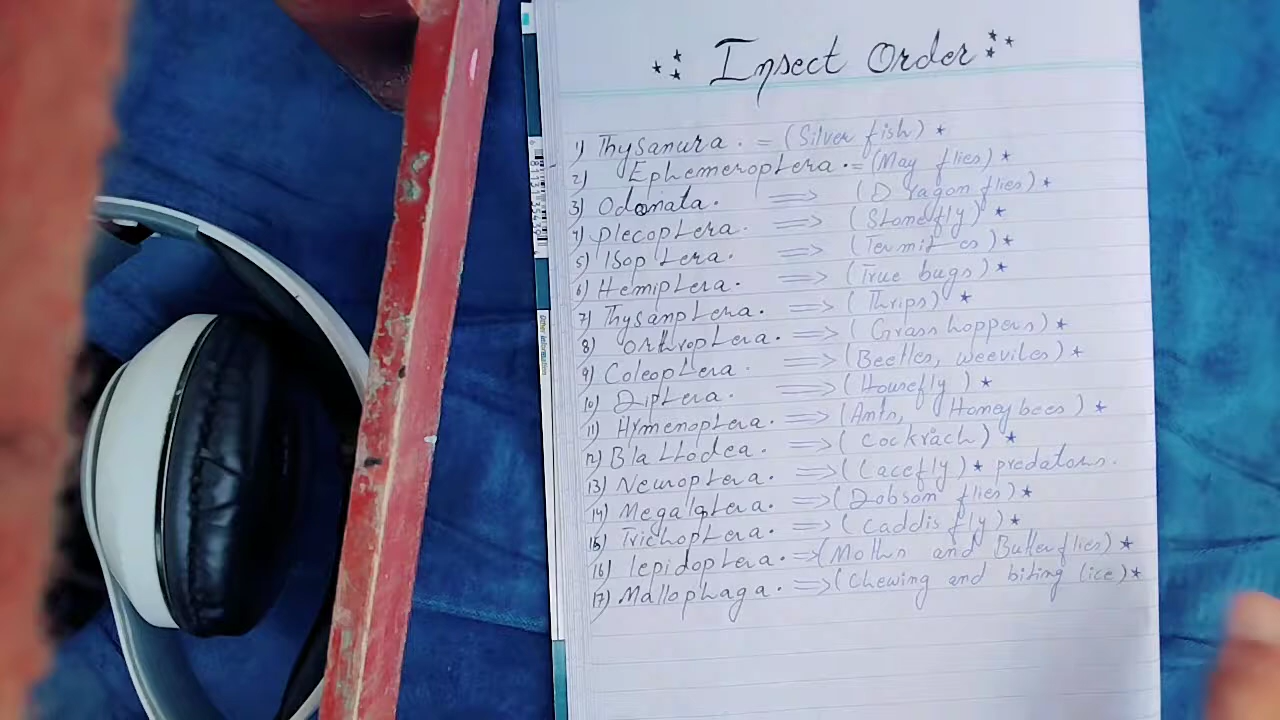 Insect Order
1) Thysanura. = (Silver fish) *
2) Ephemeroptera. = (May flies) *
3) Odonata. ⟹ (Dragon flies) *
4) Plecoptera. ⟹ (Stonefly) *
5) Isoptera. ⟹ (Termites) *
6) Hemiptera. ⟹ (True bugs) *
7) Thysanptera. ⟹ (Thrips) *
8) Orthroptera. ⟹ (Grass hoppers) *
9) Coleoptera. ⟹ (Beetles, weeviles) *
10) Diptera. ⟹ (Housefly) *
11) Hymenoptera. ⟹ (Ants, Honeybees) *
12) Blattodea. ⟹ (Cockrach) *
13) Neuroptera. ⟹ (Lacefly) * predators.
14) Megaloptera. ⟹ (Dobson flies) *
15) Trichoptera. ⟹ (Caddis fly) *
16) lepidoptera. ⟹ (Moths and Butterflies) *
17) Mallophaga. ⟹ (Chewing and biting lice) *